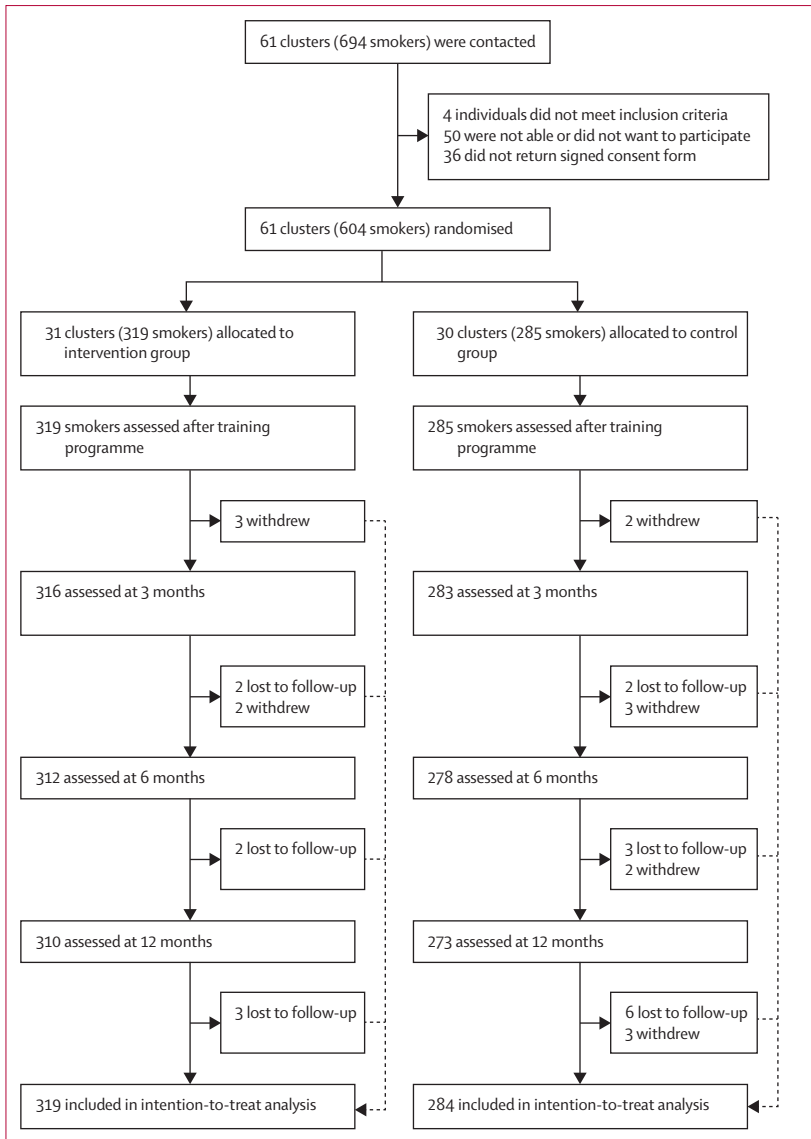 61 clusters (694 smokers) were contacted
4 individuals did not meet inclusion criteria
50 were not able or did not want to participate
36 did not return signed consent form
61 clusters (604 smokers) randomised
31 clusters (319 smokers) allocated to
intervention group
30 clusters (285 smokers) allocated to control
group
319 smokers assessed after training
programme
285 smokers assessed after training
programme
3 withdrew
2 withdrew
316 assessed at 3 months
283 assessed at 3 months
2 lost to follow-up
2 withdrew
2 lost to follow-up
3 withdrew
312 assessed at 6 months
278 assessed at 6 months
2 lost to follow-up
3 lost to follow-up
2 withdrew
310 assessed at 12 months
273 assessed at 12 months
3 lost to follow-up
6 lost to follow-up
3 withdrew
319 included in intention-to-treat analysis
284 included in intention-to-treat analysis